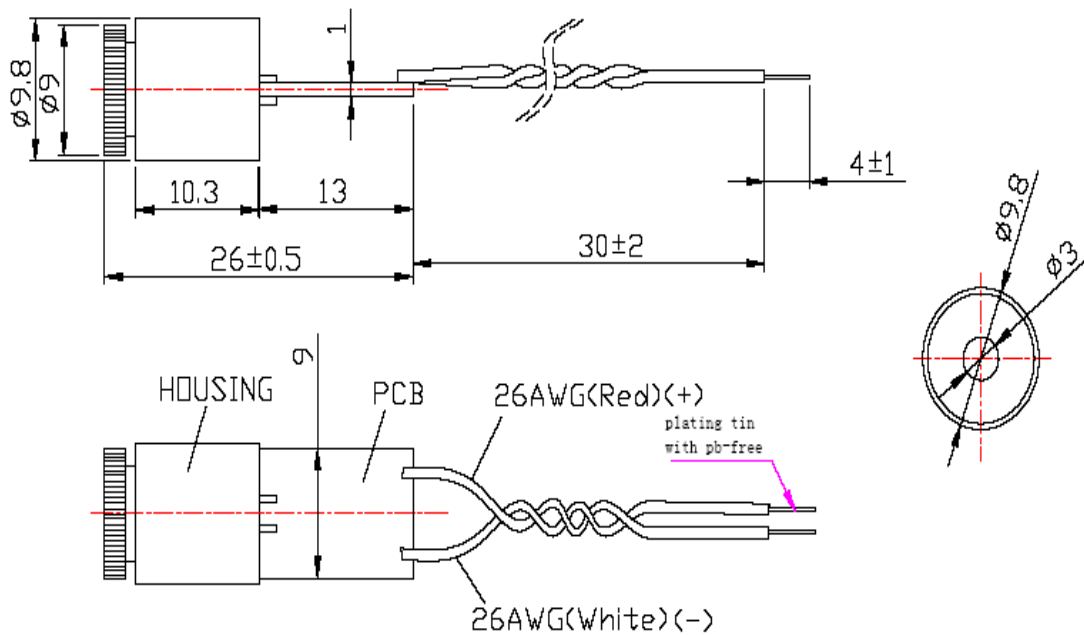 Ø9.8
Ø9
1
10.3
13
4±1
26±0.5
30±2
Ø9.8
Ø3
HOUSING
9
PCB
26AWG(Red)(+)
plating tin
with pb-free
26AWG(White)(-)